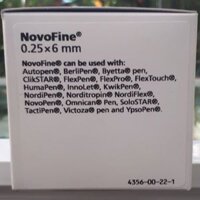 NovoFine®
0.25×6 mm
NovoFine® can be used with:
Autopen®, BerliPen®, Byetta® pen,
ClikSTAR®, FlexPen®, FlexPro®, FlexTouch®,
HumaPen®, InnoLet®, KwikPen®,
NordiPen®, Norditropin® NordiFlex®,
NovoPen®, Omnican® Pen, SoloSTAR®,
TactiPen®, Victoza® pen and YpsoPen®.
4356-00-22-1